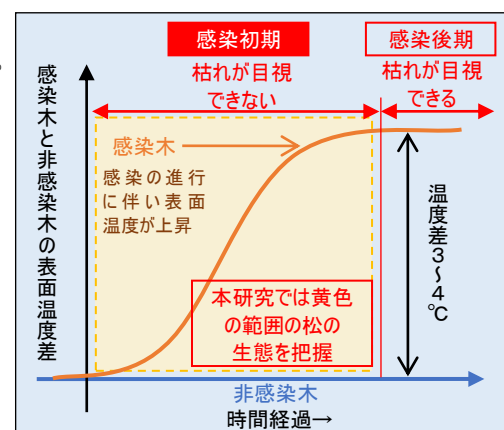 感染初期
枯れが目視
できない
感染後期
枯れが目視
できる
感染木と非感染木の表面温度差
感染木
感染の進行
に伴い表面
温度が上昇
本研究では黄色
の範囲の松の
生態を把握
温度差3~4℃
非感染木
時間経過→